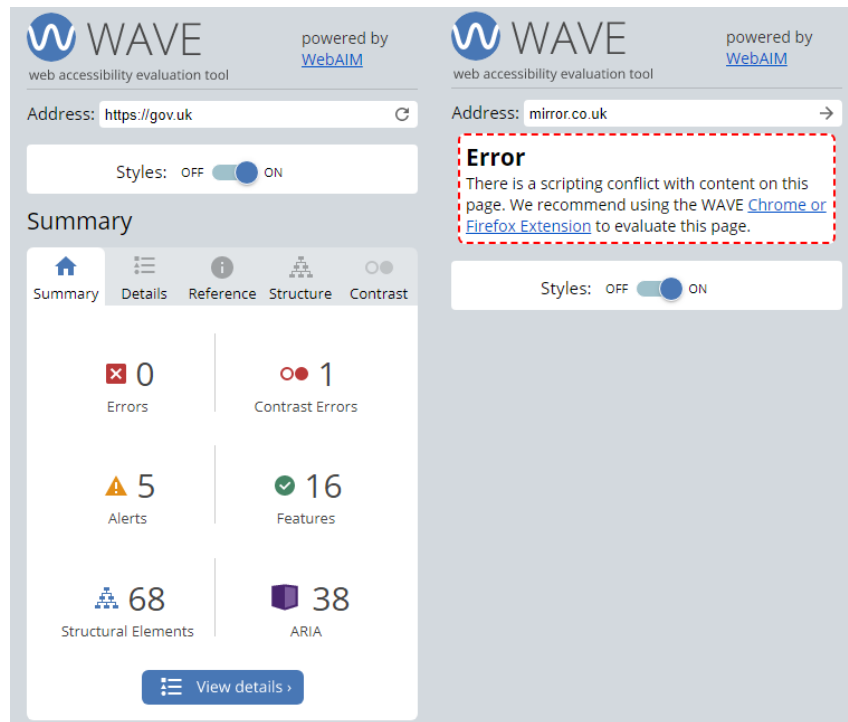 WAVE
powered by
WebAIM
web accessibility evaluation tool
Address: https://gov.uk
Styles: OFF ON
Summary
Summary Details Reference Structure Contrast
0 1
Errors Contrast Errors
5 16
Alerts Features
68 38
Structural Elements ARIA
View details ›
WAVE
powered by
WebAIM
web accessibility evaluation tool
Address: mirror.co.uk
Error
There is a scripting conflict with content on this
page. We recommend using the WAVE Chrome or
Firefox Extension to evaluate this page.
Styles: OFF ON